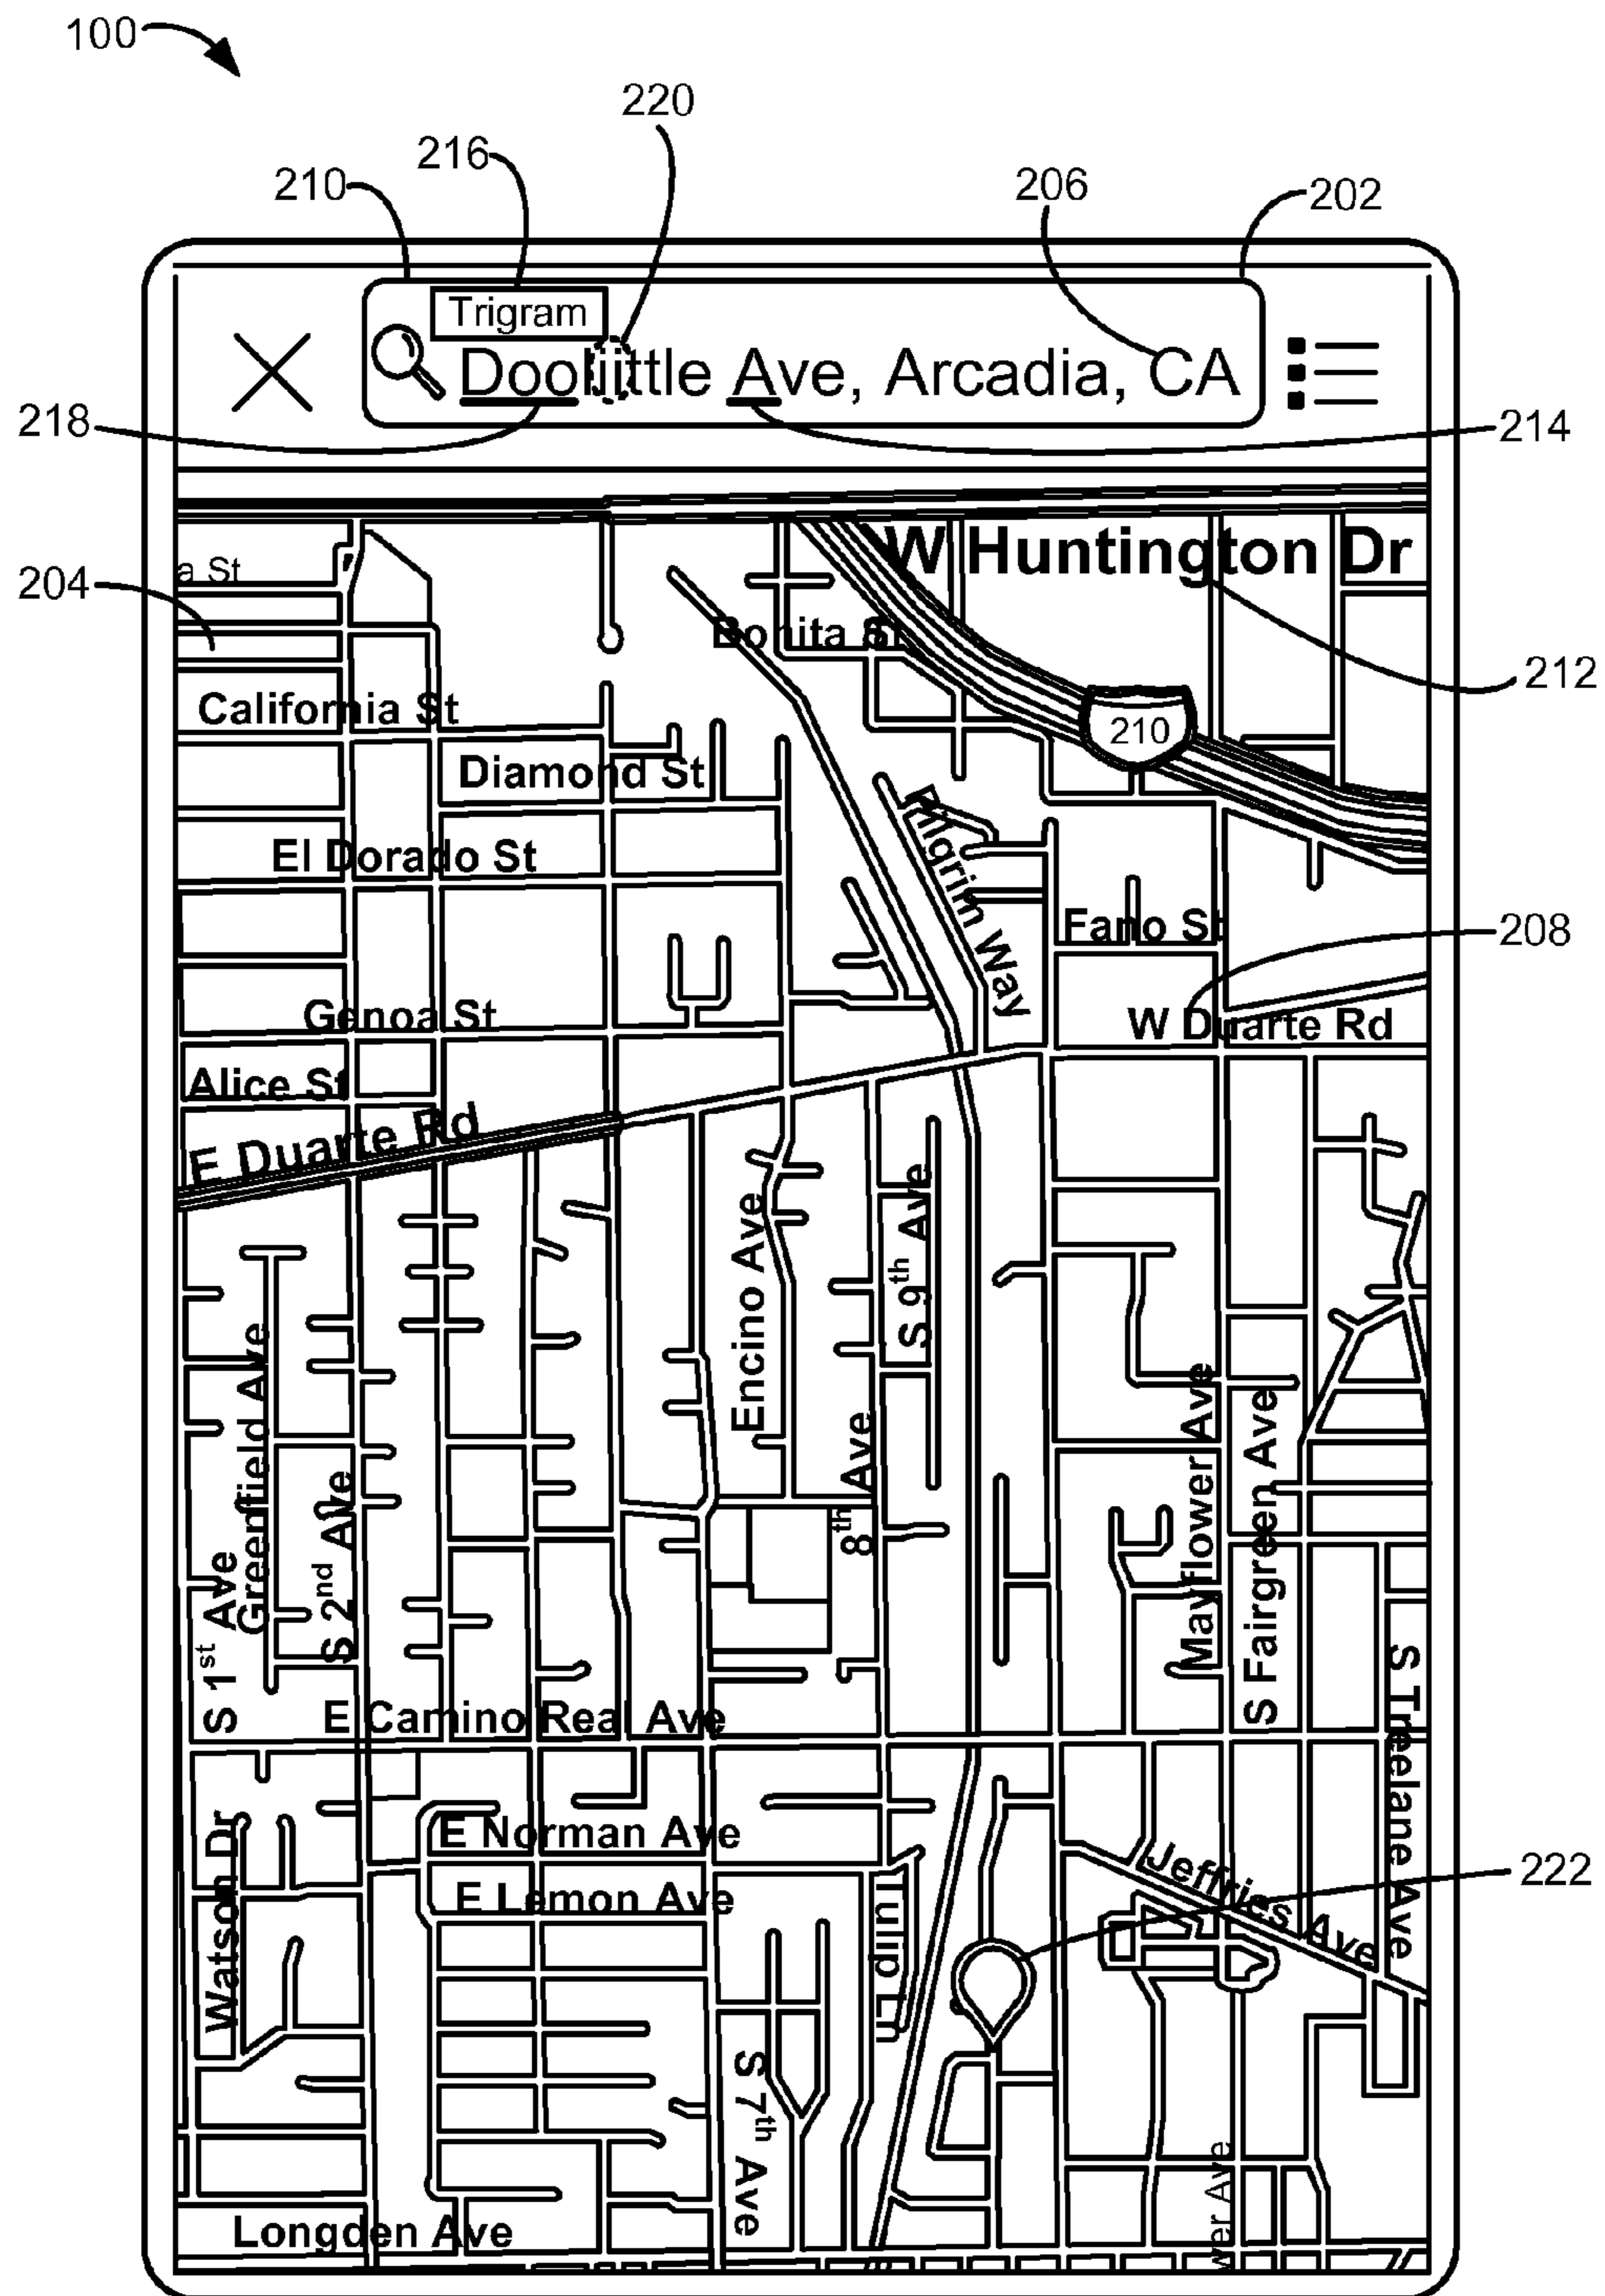 100
220
216
210
206
202
Trigram
Doolittle Ave, Arcadia, CA
218
214
W Huntington Dr
a St
204
Bonita St
212
California St
210
Diamond St
Pilgrim Way
El Dorado St
Fano St
208
Genoa St
W Duarte Rd
Alice St
E Duarte Rd
Encino Ave
S 9th Ave
Greenfield Ave
S 2nd Ave
8th Ave
Mayflower Ave
S Fairgreen Ave
S 1st Ave
S Treelane Ave
E Camino Real Ave
Watson Dr
E Norman Ave
Jeffries Ave
222
E Lemon Ave
Tulip Ln
S 7th Ave
wer Ave
Longden Ave